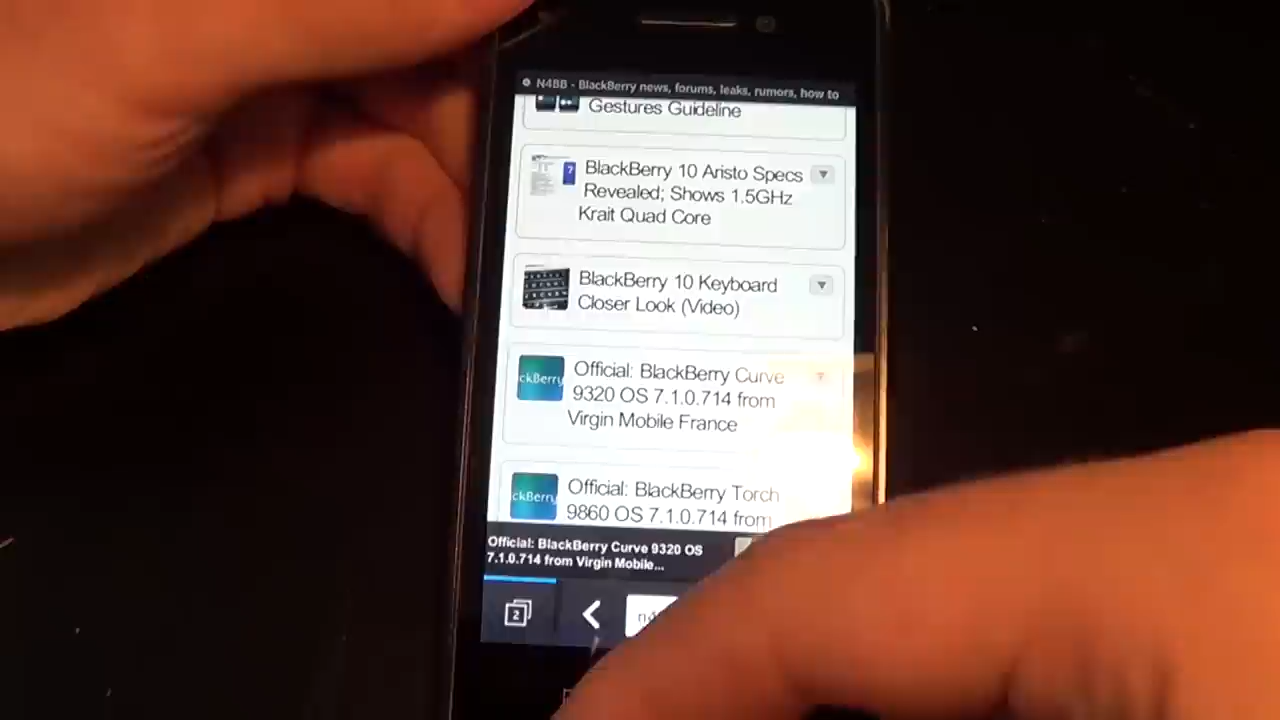 N4BB - BlackBerry news, forums, leaks, rumors, how to
Gestures Guideline
BlackBerry 10 Aristo Specs
Revealed; Shows 1.5GHz
Krait Quad Core
BlackBerry 10 Keyboard
Closer Look (Video)
ckBerry
Official: BlackBerry Curve
9320 OS 7.1.0.714 from
Virgin Mobile France
ckBerry
Official: BlackBerry Torch
9860 OS 7.1.0.714 from
Official: BlackBerry Curve 9320 OS
7.1.0.714 from Virgin Mobile...
2